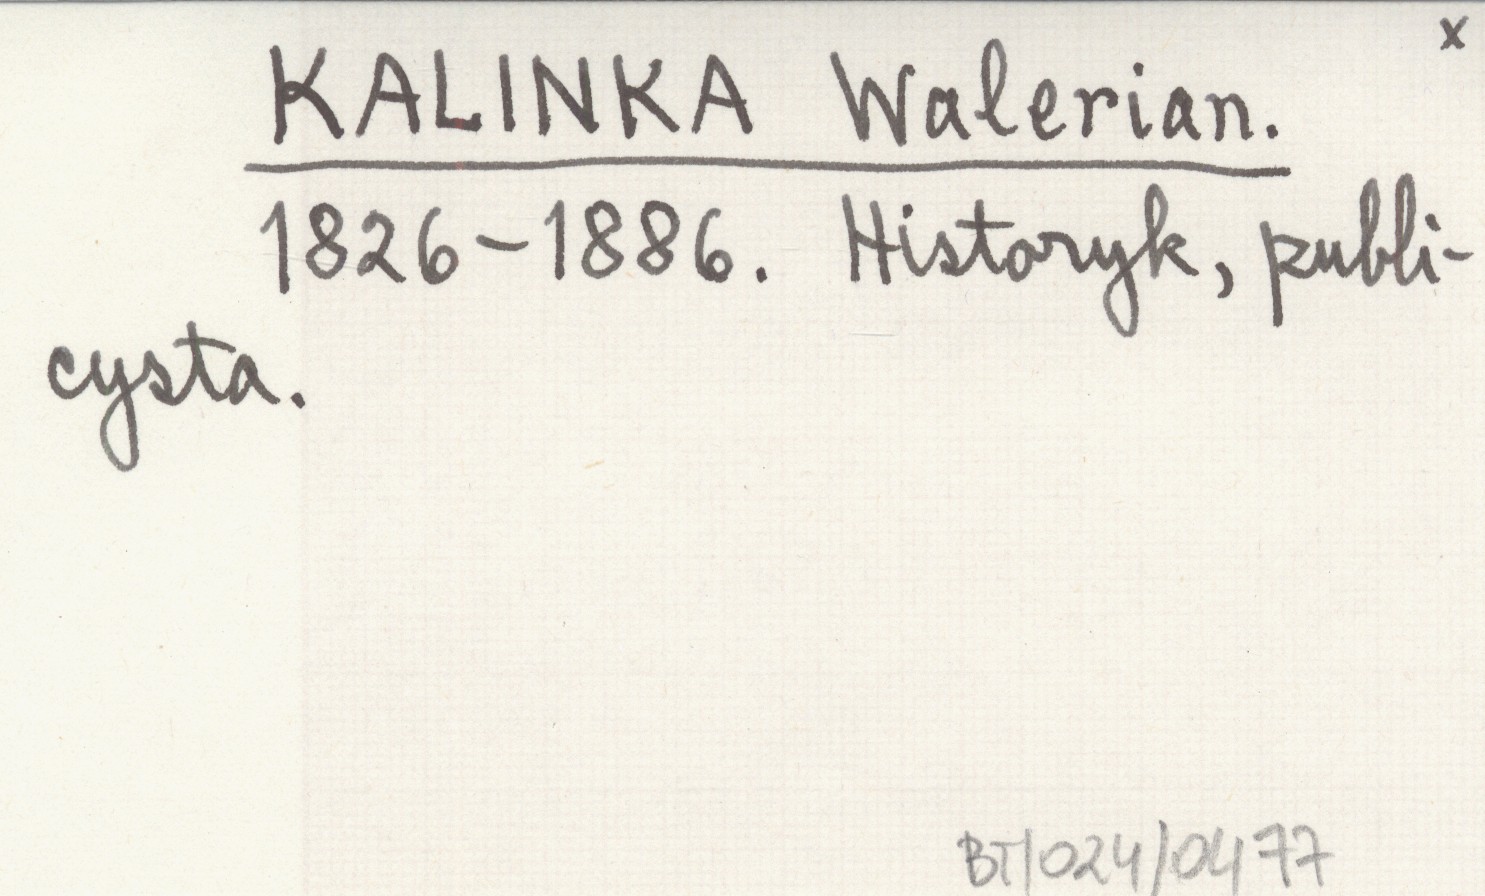 x
KALINKA Walerian.
1826-1886. Historyk, publi-
cysta.
BT/024/0477